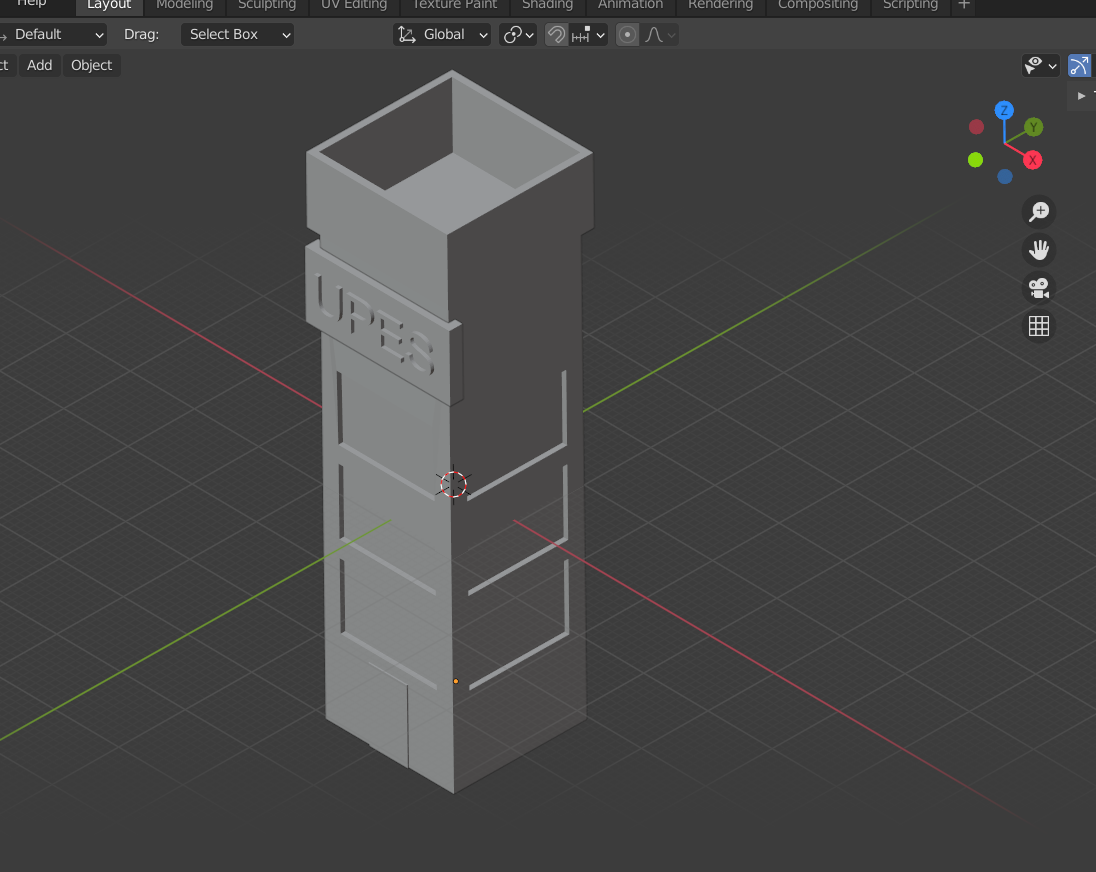 Help Layout Modeling Sculpting UV Editing Texture Paint Shading Animation Rendering Compositing Scripting +
Default Drag: Select Box Global
Add Object
Z
Y
X
UPES